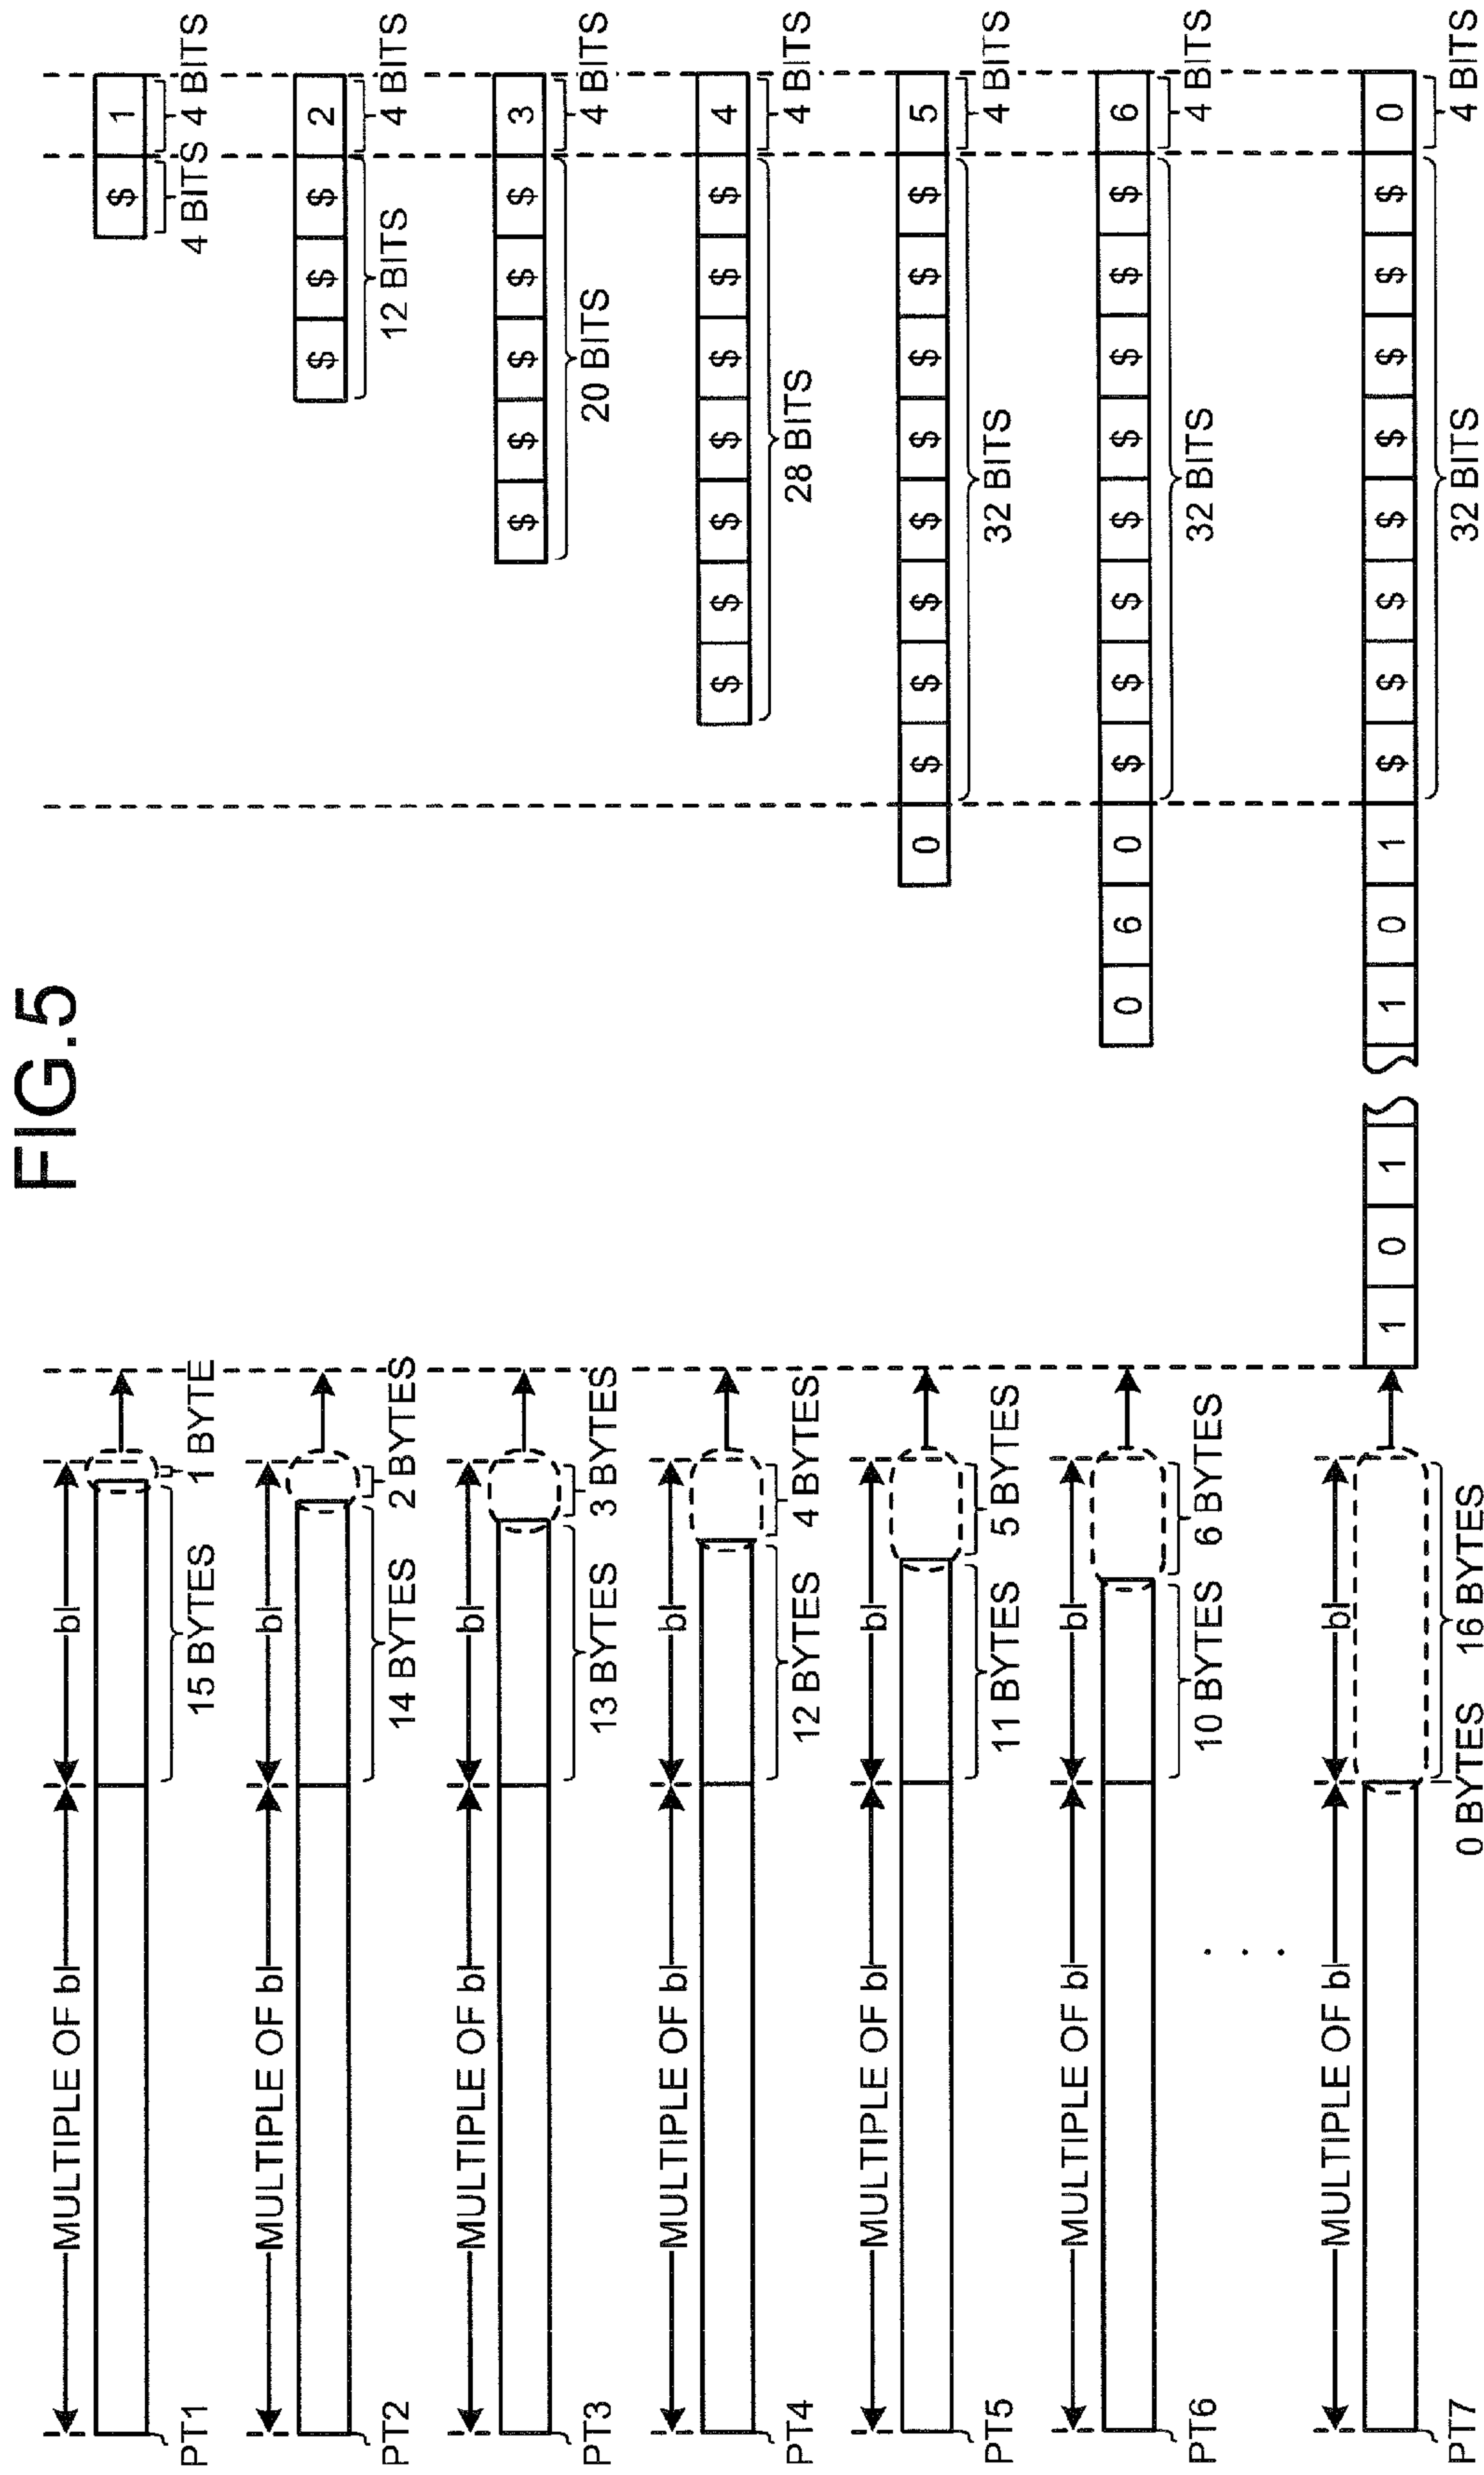 FIG.5
MULTIPLE OF bl bl
PT1 15 BYTES 1 BYTE
$ 1
4 BITS 4 BITS
MULTIPLE OF bl bl
PT2 14 BYTES 2 BYTES
$ $ $ 2
12 BITS 4 BITS
MULTIPLE OF bl bl
PT3 13 BYTES 3 BYTES
$ $ $ $ $ 3
20 BITS 4 BITS
MULTIPLE OF bl bl
PT4 12 BYTES 4 BYTES
$ $ $ $ $ $ $ 4
28 BITS 4 BITS
MULTIPLE OF bl bl
PT5 11 BYTES 5 BYTES
0 $ $ $ $ $ $ $ $ 5
32 BITS 4 BITS
MULTIPLE OF bl bl
PT6 10 BYTES 6 BYTES
0 6 0 $ $ $ $ $ $ $ $ 6
32 BITS 4 BITS
. . .
MULTIPLE OF bl bl
PT7 0 BYTES 16 BYTES
1 0 1 1 0 1 $ $ $ $ $ $ $ $ 0
32 BITS 4 BITS